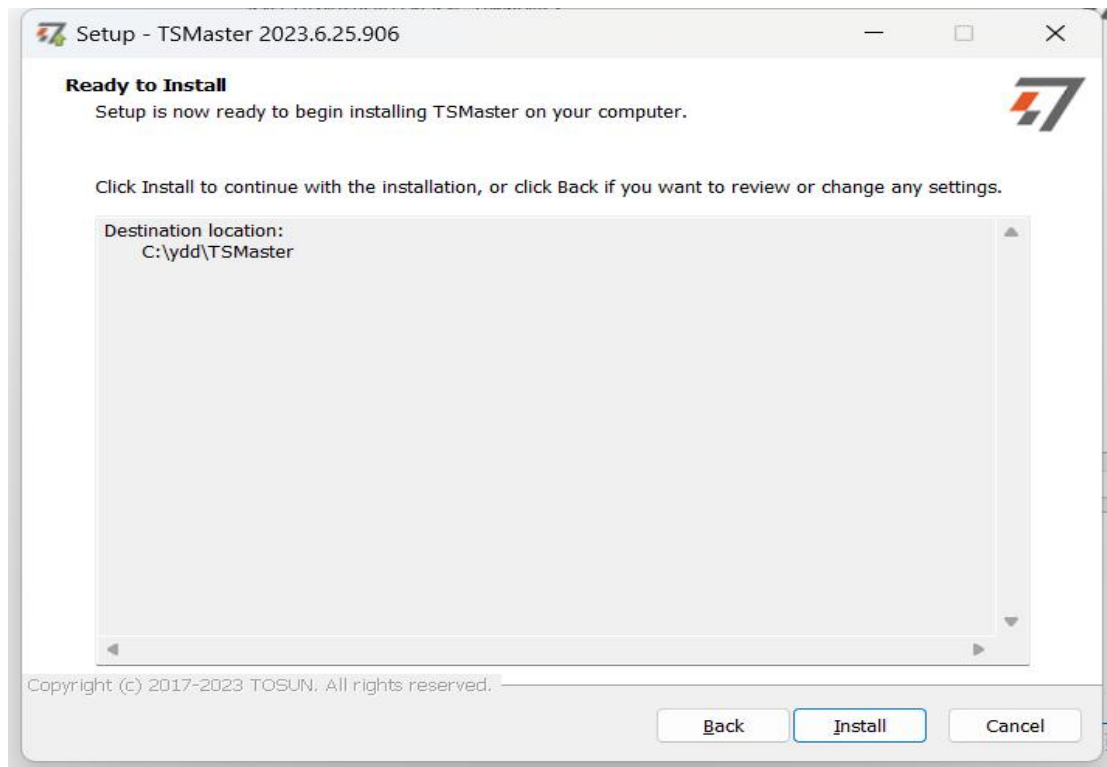 Setup - TSMaster 2023.6.25.906
Ready to Install
Setup is now ready to begin installing TSMaster on your computer.
Click Install to continue with the installation, or click Back if you want to review or change any settings.
Destination location:
C:\ydd\TSMaster
Copyright (c) 2017-2023 TOSUN. All rights reserved.
Back
Install
Cancel